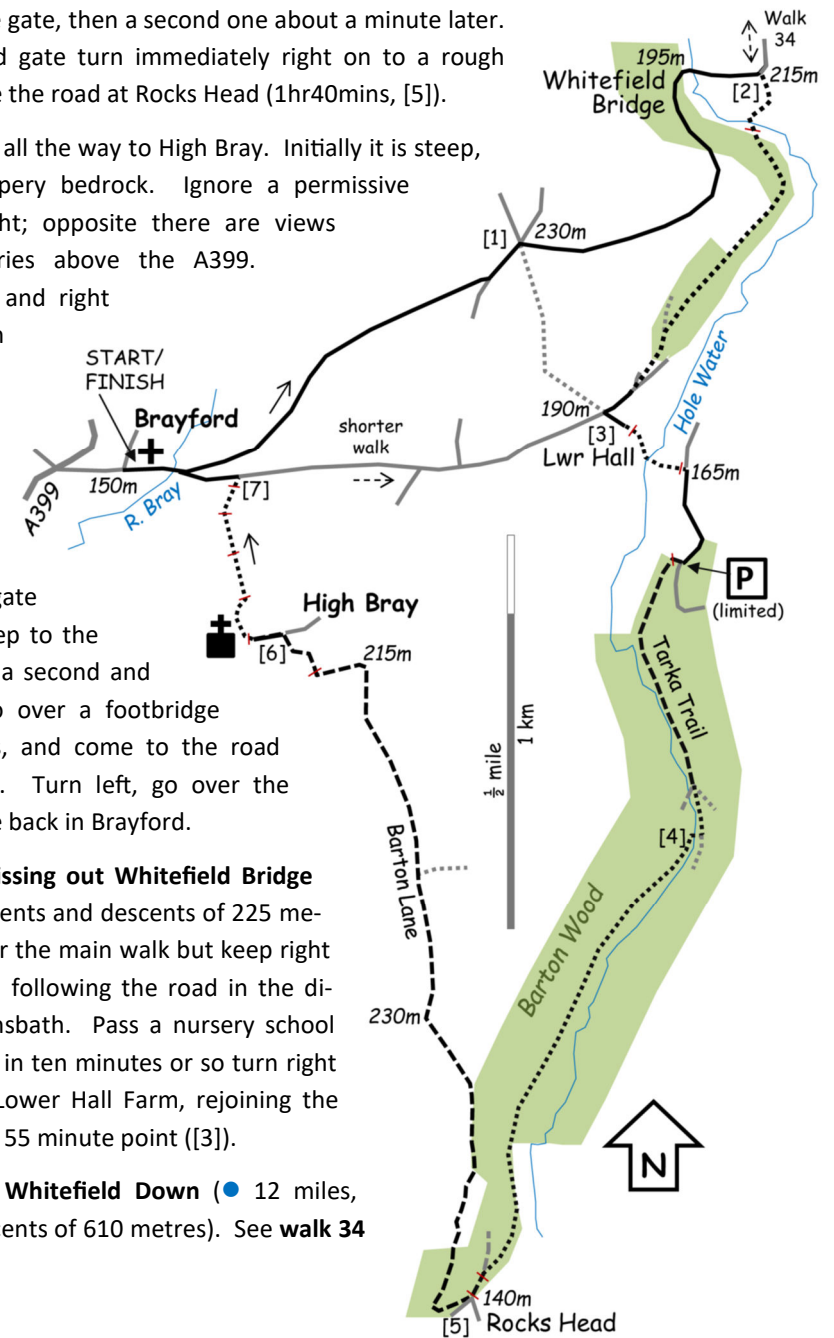 gate, then a second one about a minute later.
gate turn immediately right on to a rough
the road at Rocks Head (1hr40mins, [5]).
all the way to High Bray. Initially it is steep,
bedrock. Ignore a permissive
opposite there are views
above the A399.
and right
Walk
34
195m
Whitefield
Bridge
[2]
215m
[1]
230m
START/
FINISH
Brayford
150m
A399
R. Bray
[7]
shorter
walk
190m
[3]
Lwr Hall
Hole Water
165m
P
(limited)
Tarka Trail
High Bray
[6]
215m
½ mile
1 km
Barton Lane
[4]
Barton Wood
230m
N
140m
[5] Rocks Head
gate
to the
a second and
over a footbridge
and come to the road
Turn left, go over the
back in Brayford.
issing out Whitefield Bridge
ents and descents of 225 me-
the main walk but keep right
following the road in the di-
nsbath. Pass a nursery school
in ten minutes or so turn right
Lower Hall Farm, rejoining the
55 minute point ([3]).
Whitefield Down (● 12 miles,
cents of 610 metres). See walk 34